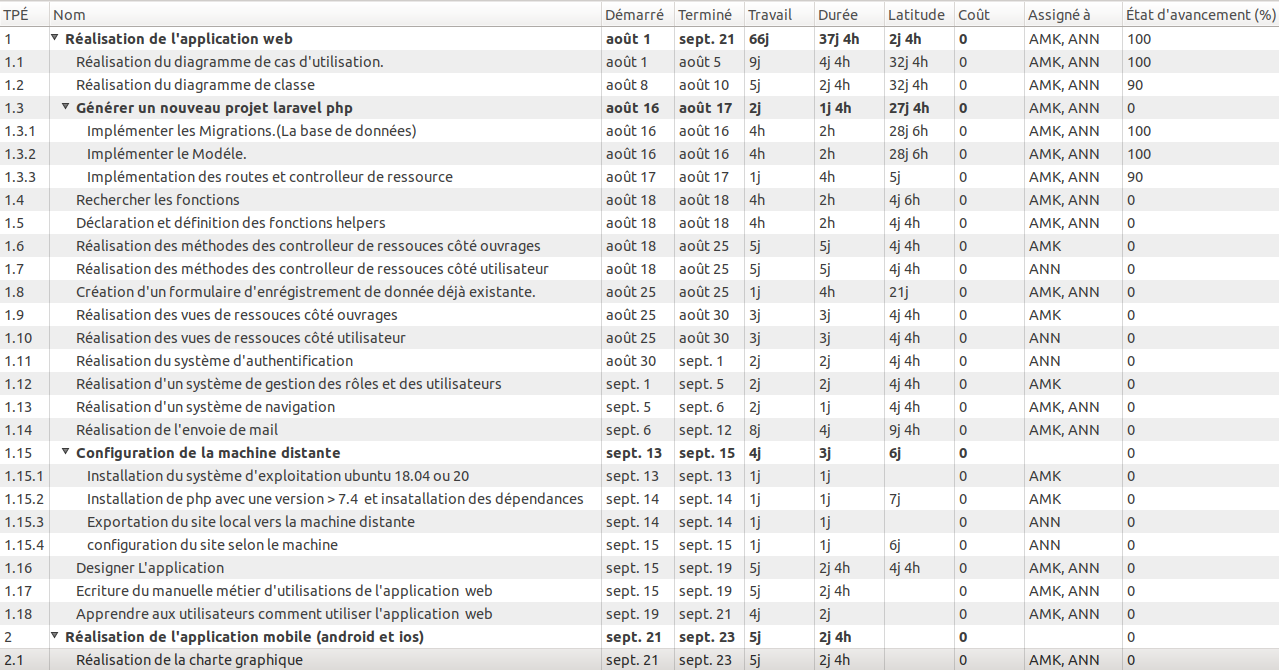 TPÉ Nom Démarré Terminé Travail Durée Latitude Coût Assigné à État d'avancement (%)
1 Réalisation de l'application web août 1 sept. 21 66j 37j 4h 2j 4h 0 AMK, ANN 100
1.1 Réalisation du diagramme de cas d'utilisation. août 1 août 5 9j 4j 4h 32j 4h 0 AMK, ANN 100
1.2 Réalisation du diagramme de classe août 8 août 10 5j 2j 4h 32j 4h 0 AMK, ANN 90
1.3 Générer un nouveau projet laravel php août 16 août 17 2j 1j 4h 27j 4h 0 AMK, ANN 0
1.3.1 Implémenter les Migrations.(La base de données) août 16 août 16 4h 2h 28j 6h 0 AMK, ANN 100
1.3.2 Implémenter le Modéle. août 16 août 16 4h 2h 28j 6h 0 AMK, ANN 100
1.3.3 Implémentation des routes et controlleur de ressource août 17 août 17 1j 4h 5j 0 AMK, ANN 90
1.4 Rechercher les fonctions août 18 août 18 4h 2h 4j 6h 0 AMK, ANN 0
1.5 Déclaration et définition des fonctions helpers août 18 août 18 4h 2h 4j 4h 0 AMK, ANN 0
1.6 Réalisation des méthodes des controlleur de ressouces côté ouvrages août 18 août 25 5j 5j 4j 4h 0 AMK 0
1.7 Réalisation des méthodes des controlleur de ressouces côté utilisateur août 18 août 25 5j 5j 4j 4h 0 ANN 0
1.8 Création d'un formulaire d'enrégistrement de donnée déjà existante. août 25 août 25 1j 4h 21j 0 AMK, ANN 0
1.9 Réalisation des vues de ressouces côté ouvrages août 25 août 30 3j 3j 4j 4h 0 AMK 0
1.10 Réalisation des vues de ressouces côté utilisateur août 25 août 30 3j 3j 4j 4h 0 ANN 0
1.11 Réalisation du système d'authentification août 30 sept. 1 2j 2j 4j 4h 0 ANN 0
1.12 Réalisation d'un système de gestion des rôles et des utilisateurs sept. 1 sept. 5 2j 2j 4j 4h 0 AMK 0
1.13 Réalisation d'un système de navigation sept. 5 sept. 6 2j 1j 4j 4h 0 AMK, ANN 0
1.14 Réalisation de l'envoie de mail sept. 6 sept. 12 8j 4j 9j 4h 0 AMK, ANN 0
1.15 Configuration de la machine distante sept. 13 sept. 15 4j 3j 6j 0 0
1.15.1 Installation du système d'exploitation ubuntu 18.04 ou 20 sept. 13 sept. 13 1j 1j 0 AMK 0
1.15.2 Installation de php avec une version > 7.4 et insatallation des dépendances sept. 14 sept. 14 1j 1j 7j 0 AMK 0
1.15.3 Exportation du site local vers la machine distante sept. 14 sept. 14 1j 1j 0 ANN 0
1.15.4 configuration du site selon le machine sept. 15 sept. 15 1j 1j 6j 0 ANN 0
1.16 Designer L'application sept. 15 sept. 19 5j 2j 4h 4j 4h 0 AMK, ANN 0
1.17 Ecriture du manuelle métier d'utilisations de l'application web sept. 15 sept. 19 5j 2j 4h 0 AMK, ANN 0
1.18 Apprendre aux utilisateurs comment utiliser l'application web sept. 19 sept. 21 4j 2j 0 AMK, ANN 0
2 Réalisation de l'application mobile (android et ios) sept. 21 sept. 23 5j 2j 4h 0 0
2.1 Réalisation de la charte graphique sept. 21 sept. 23 5j 2j 4h 0 AMK, ANN 0